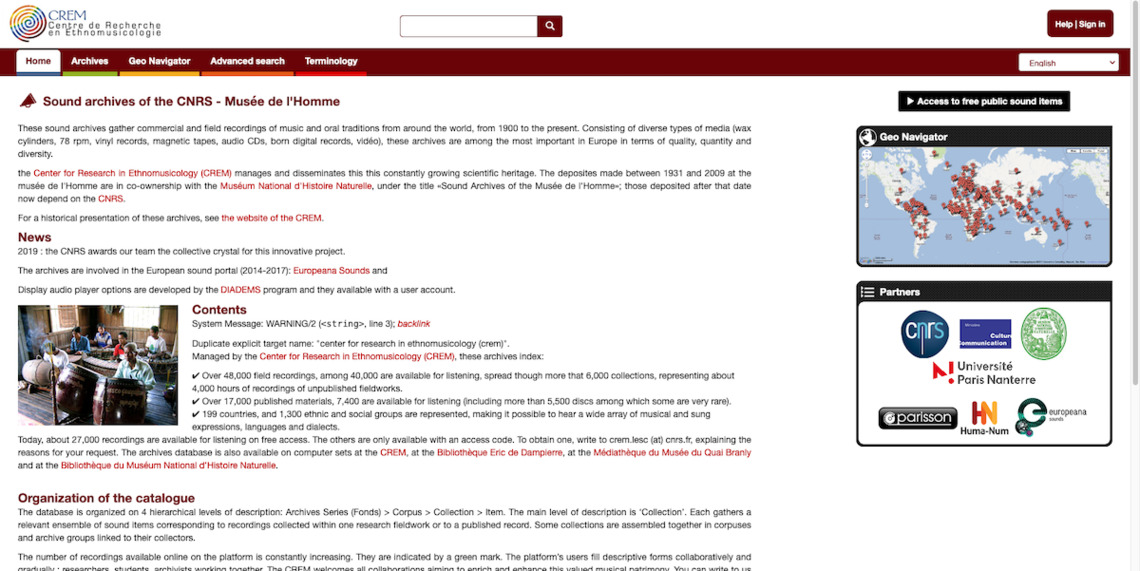 CREM
Centre de Recherche
en Ethnomusicologie
Help | Sign in
Home
Archives
Geo Navigator
Advanced search
Terminology
English
Sound archives of the CNRS - Musée de l'Homme
These sound archives gather commercial and field recordings of music and oral traditions from around the world, from 1900 to the present. Consisting of diverse types of media (wax
cylinders, 78 rpm, vinyl records, magnetic tapes, audio CDs, born digital records, vidéo), these archives are among the most important in Europe in terms of quality, quantity and
diversity.
the Center for Research in Ethnomusicology (CREM) manages and disseminates this this constantly growing scientific heritage. The deposites made between 1931 and 2009 at the
musée de l'Homme are in co-ownership with the Muséum National d'Histoire Naturelle, under the title «Sound Archives of the Musée de l'Homme»; those deposited after that date
now depend on the CNRS.
For a historical presentation of these archives, see the website of the CREM.
News
2019 : the CNRS awards our team the collective crystal for this innovative project.
The archives are involved in the European sound portal (2014-2017): Europeana Sounds and
Display audio player options are developed by the DIADEMS program and they available with a user account.
Contents
System Message: WARNING/2 (<string>, line 3); backlink
Duplicate explicit target name: "center for research in ethnomusicology (crem)".
Managed by the Center for Research in Ethnomusicology (CREM), these archives index:
✔ Over 48,000 field recordings, among 40,000 are available for listening, spread though more that 6,000 collections, representing about
4,000 hours of recordings of unpublished fieldworks.
✔ Over 17,000 published materials, 7,400 are available for listening (including more than 5,500 discs among which some are very rare).
✔ 199 countries, and 1,300 ethnic and social groups are represented, making it possible to hear a wide array of musical and sung
expressions, languages and dialects.
Today, about 27,000 recordings are available for listening on free access. The others are only available with an access code. To obtain one, write to crem.lesc (at) cnrs.fr, explaining the
reasons for your request. The archives database is also available on computer sets at the CREM, at the Bibliothèque Eric de Dampierre, at the Médiathèque du Musée du Quai Branly
and at the Bibliothèque du Muséum National d'Histoire Naturelle.
Organization of the catalogue
The database is organized on 4 hierarchical levels of description: Archives Series (Fonds) > Corpus > Collection > Item. The main level of description is 'Collection'. Each gathers a
relevant ensemble of sound items corresponding to recordings collected within one research fieldwork or to a published record. Some collections are assembled together in corpuses
and archive groups linked to their collectors.
The number of recordings available online on the platform is constantly increasing. They are indicated by a green mark. The platform's users fill descriptive forms collaboratively and
gradually : researchers, students, archivists working together. The CREM welcomes all collaborations aiming to enrich and enhance this valued musical patrimony. You can write to us
Access to free public sound items
Geo Navigator
Partners
cnrs
Culture
Communication
Université
Paris Nanterre
parisson
HN
Huma-Num
europeana
sounds